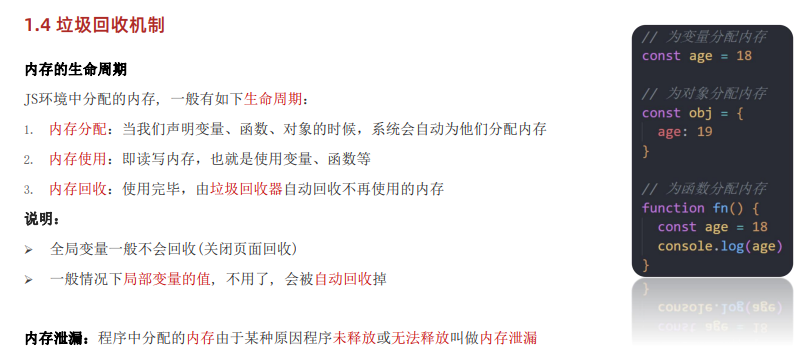 1.4 垃圾回收机制
内存的生命周期
JS环境中分配的内存, 一般有如下生命周期:
1. 内存分配：当我们声明变量、函数、对象的时候，系统会自动为他们分配内存
2. 内存使用：即读写内存，也就是使用变量、函数等
3. 内存回收：使用完毕，由垃圾回收器自动回收不再使用的内存
说明：
➢ 全局变量一般不会回收(关闭页面回收)
➢ 一般情况下局部变量的值, 不用了, 会被自动回收掉
内存泄漏：程序中分配的内存由于某种原因程序未释放或无法释放叫做内存泄漏
// 为变量分配内存
const age = 18
// 为对象分配内存
const obj = {
age: 19
}
// 为函数分配内存
function fn() {
const age = 18
console.log(age)
}